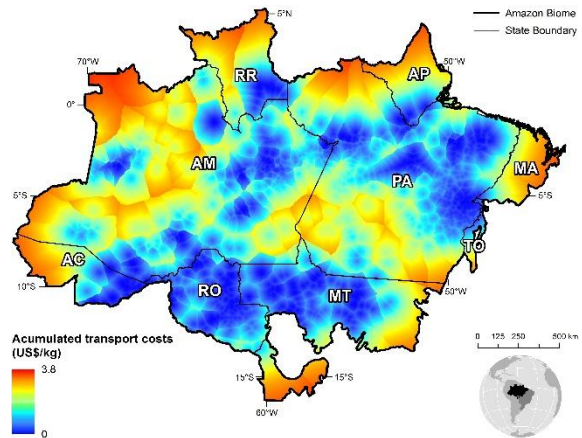 5°N
Amazon Biome
State Boundary
70°W
50°W
RR
AP
0°
AM
PA
MA
5°S
5°S
TO
AC
10°S
RO
MT
50°W
Acumulated transport costs
(US$/kg)
3.8
0
15°S
15°S
60°W
0 125 250 500 km